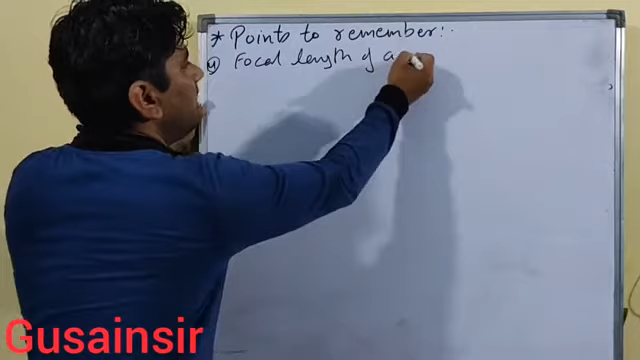 * Points to remember:.
Focal length of a
Gusainsir